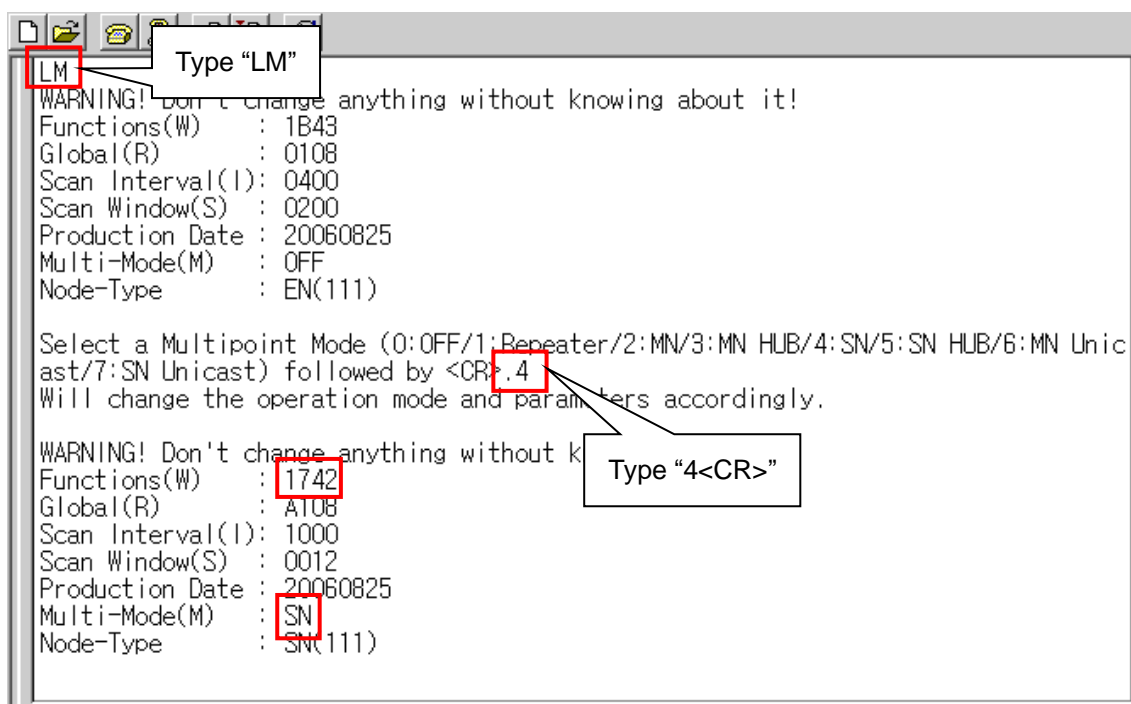 Type “LM”
LM
WARNING! Don't change anything without knowing about it!
Functions(W) : 1B43
Global(R) : 0108
Scan Interval(I): 0400
Scan Window(S) : 0200
Production Date : 20060825
Multi-Mode(M) : OFF
Node-Type : EN(111)
Select a Multipoint Mode (0:OFF/1:Repeater/2:MN/3:MN HUB/4:SN/5:SN HUB/6:MN Unic
ast/7:SN Unicast) followed by <CR>.4
Will change the operation mode and parameters accordingly.
WARNING! Don't change anything without k
Type “4<CR>”
Functions(W) : 1742
Global(R) : A108
Scan Interval(I): 1000
Scan Window(S) : 0012
Production Date : 20060825
Multi-Mode(M) : SN
Node-Type : SN(111)